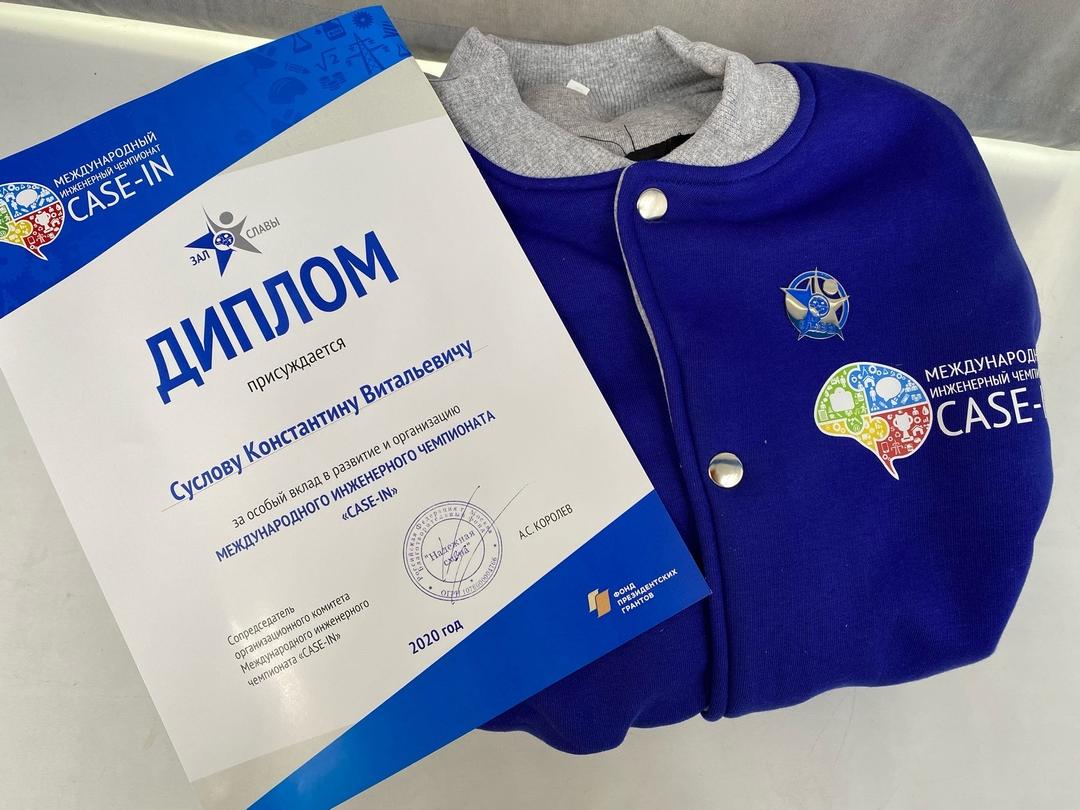 МЕЖДУНАРОДНЫЙ
ИНЖЕНЕРНЫЙ ЧЕМПИОНАТ
CASE-IN
ЗАЛ СЛАВЫ
ДИПЛОМ
присуждается
Суслову Константину Витальевичу
за особый вклад в развитие и организацию
МЕЖДУНАРОДНОГО ИНЖЕНЕРНОГО ЧЕМПИОНАТА
«CASE-IN»
Сопредседатель
организационного комитета
Международного инженерного
чемпионата «CASE-IN»
"Надежная
смена"
А.С. КОРОЛЕВ
2020 год
ФОНД
ПРЕЗИДЕНТСКИХ
ГРАНТОВ
МЕЖДУНАРОД
ИНЖЕНЕРНЫЙ ЧЕМПИ
CASE-